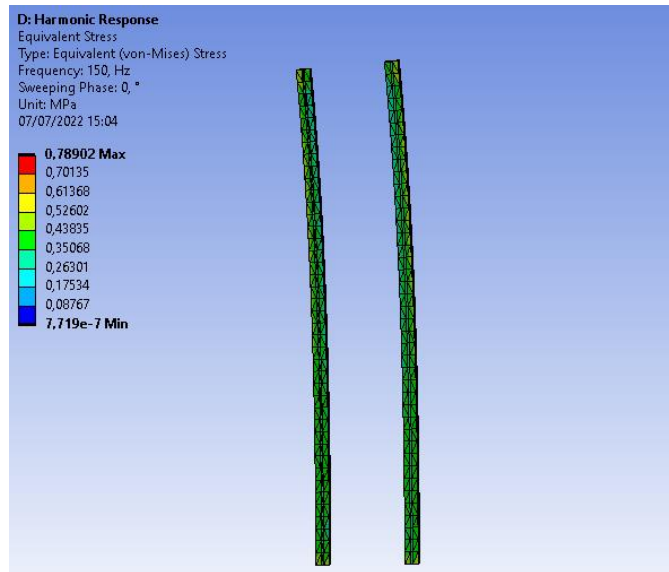 D: Harmonic Response
Equivalent Stress
Type: Equivalent (von-Mises) Stress
Frequency: 150, Hz
Sweeping Phase: 0, °
Unit: MPa
07/07/2022 15:04
0,78902 Max
0,70135
0,61368
0,52602
0,43835
0,35068
0,26301
0,17534
0,08767
7,719e-7 Min